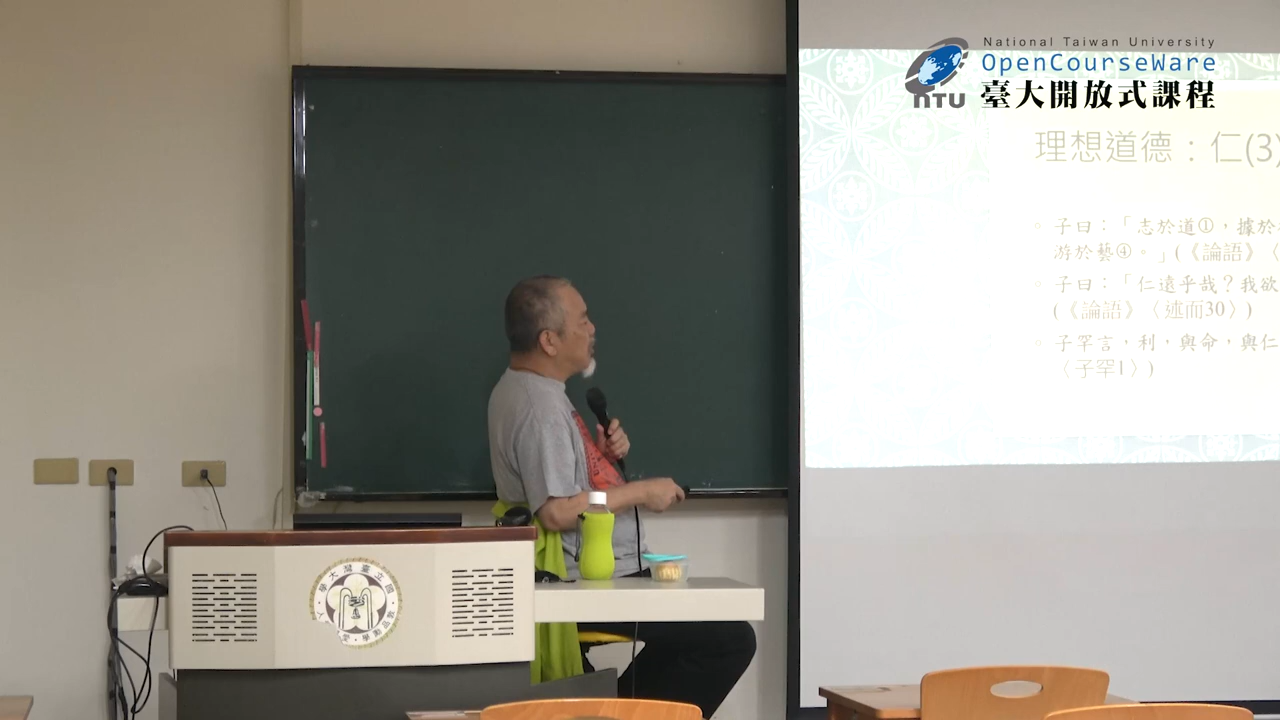 National Taiwan University
OpenCourseWare
NTU
臺大開放式課程
理想道德：仁(3)
◦ 子曰：「志於道①，據於
游於藝④。」(《論語》〈
◦ 子曰：「仁遠乎哉？我欲
(《論語》〈述而30〉)
◦ 子罕言，利，與命，與仁
〈子罕1〉)